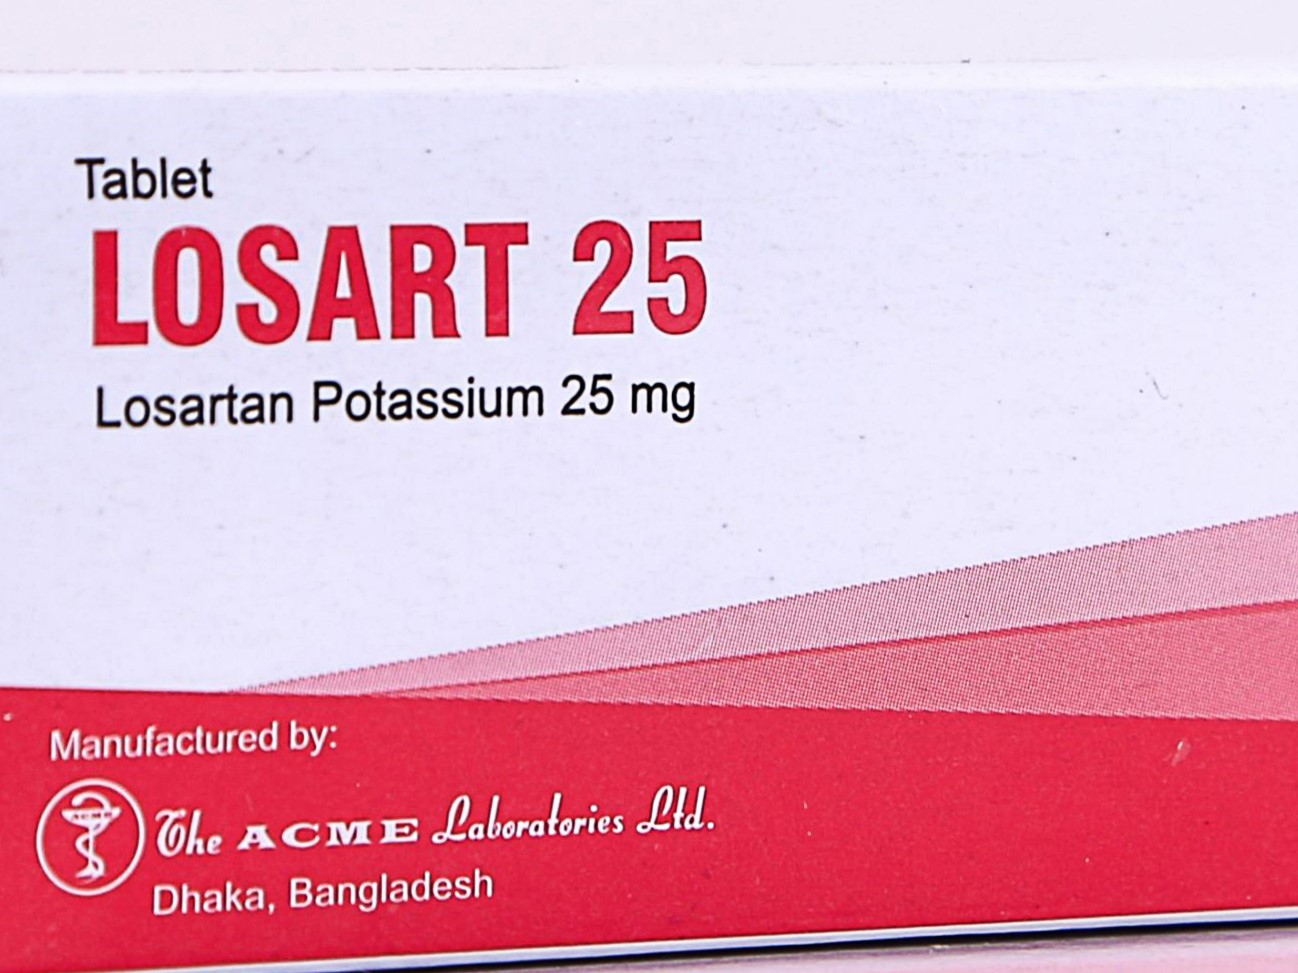 Tablet
LOSART 25
Losartan Potassium 25 mg
Manufactured by:
The ACME Laboratories Ltd.
Dhaka, Bangladesh